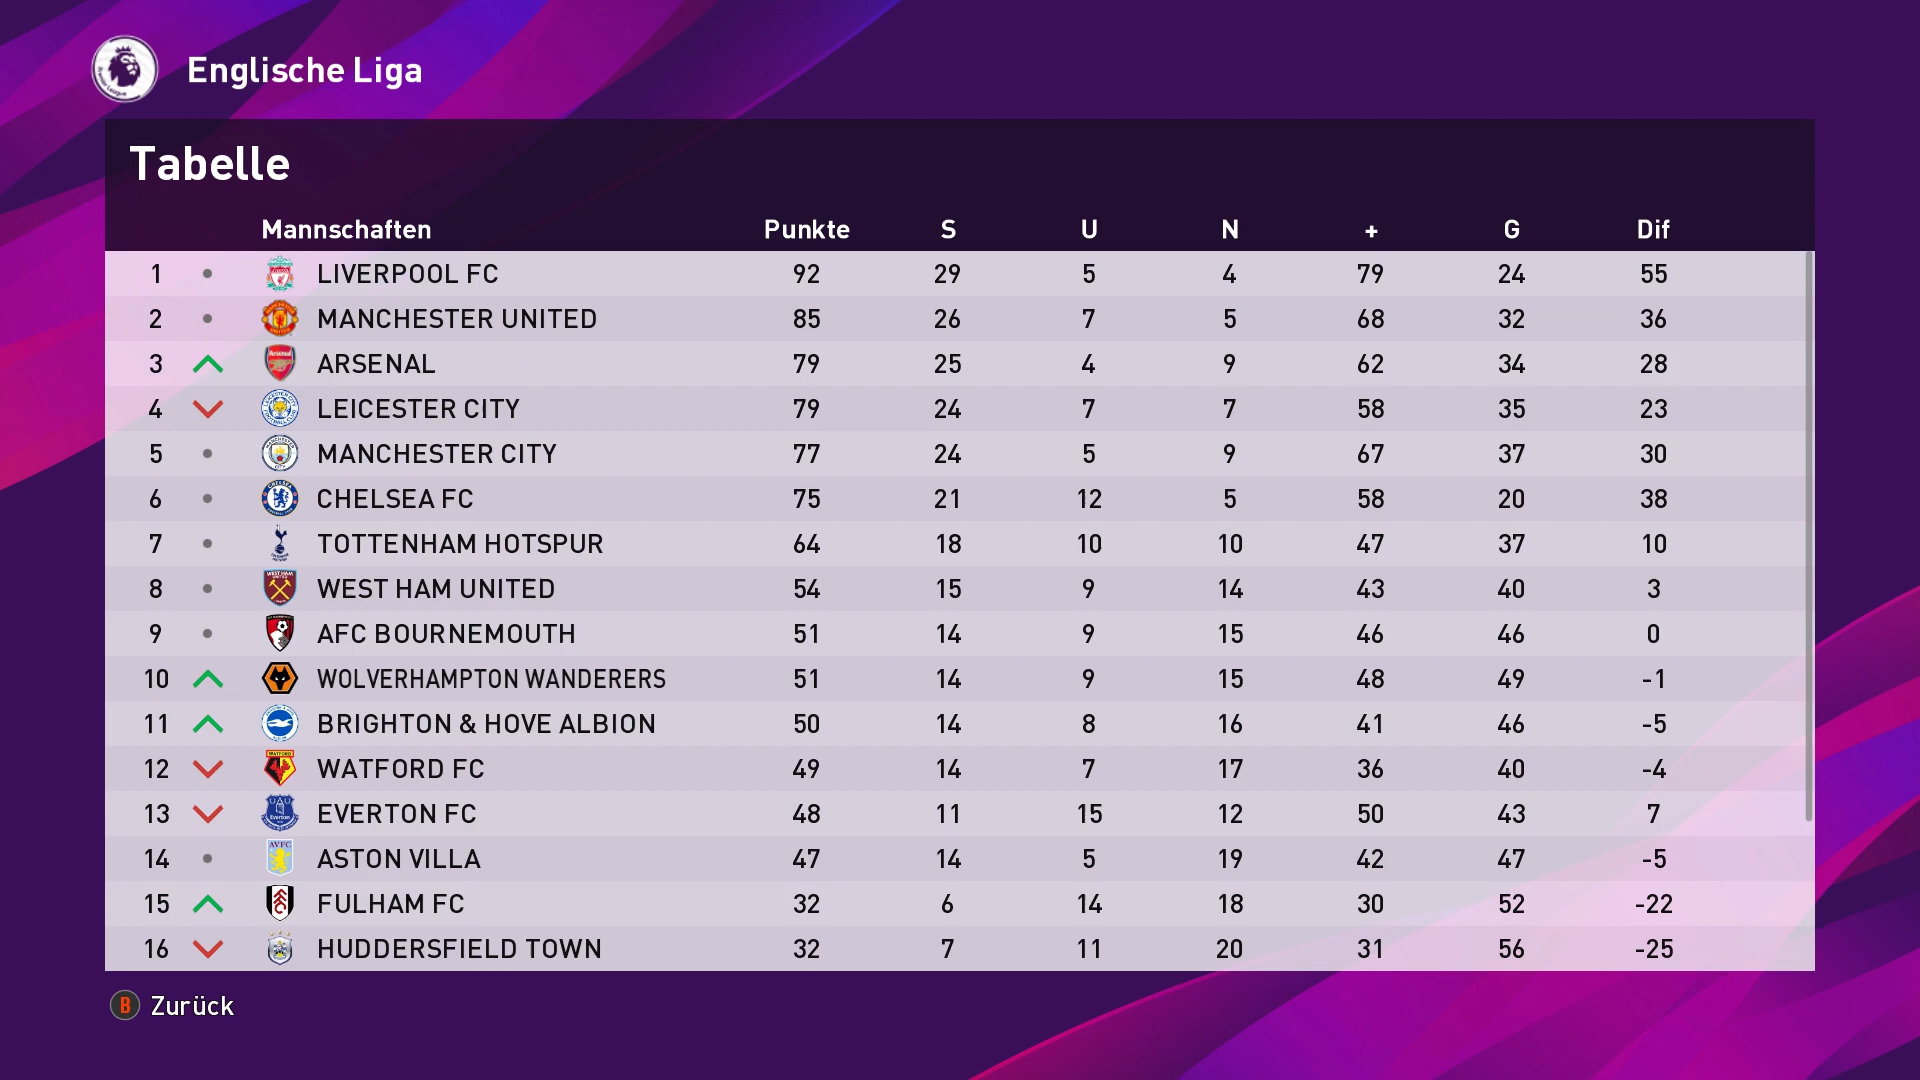 Englische Liga
Tabelle
Mannschaften Punkte S U N + G Dif
1 LIVERPOOL FC 92 29 5 4 79 24 55
2 MANCHESTER UNITED 85 26 7 5 68 32 36
3 ARSENAL 79 25 4 9 62 34 28
4 LEICESTER CITY 79 24 7 7 58 35 23
5 MANCHESTER CITY 77 24 5 9 67 37 30
6 CHELSEA FC 75 21 12 5 58 20 38
7 TOTTENHAM HOTSPUR 64 18 10 10 47 37 10
8 WEST HAM UNITED 54 15 9 14 43 40 3
9 AFC BOURNEMOUTH 51 14 9 15 46 46 0
10 WOLVERHAMPTON WANDERERS 51 14 9 15 48 49 -1
11 BRIGHTON & HOVE ALBION 50 14 8 16 41 46 -5
12 WATFORD FC 49 14 7 17 36 40 -4
13 EVERTON FC 48 11 15 12 50 43 7
14 ASTON VILLA 47 14 5 19 42 47 -5
15 FULHAM FC 32 6 14 18 30 52 -22
16 HUDDERSFIELD TOWN 32 7 11 20 31 56 -25
B Zurück